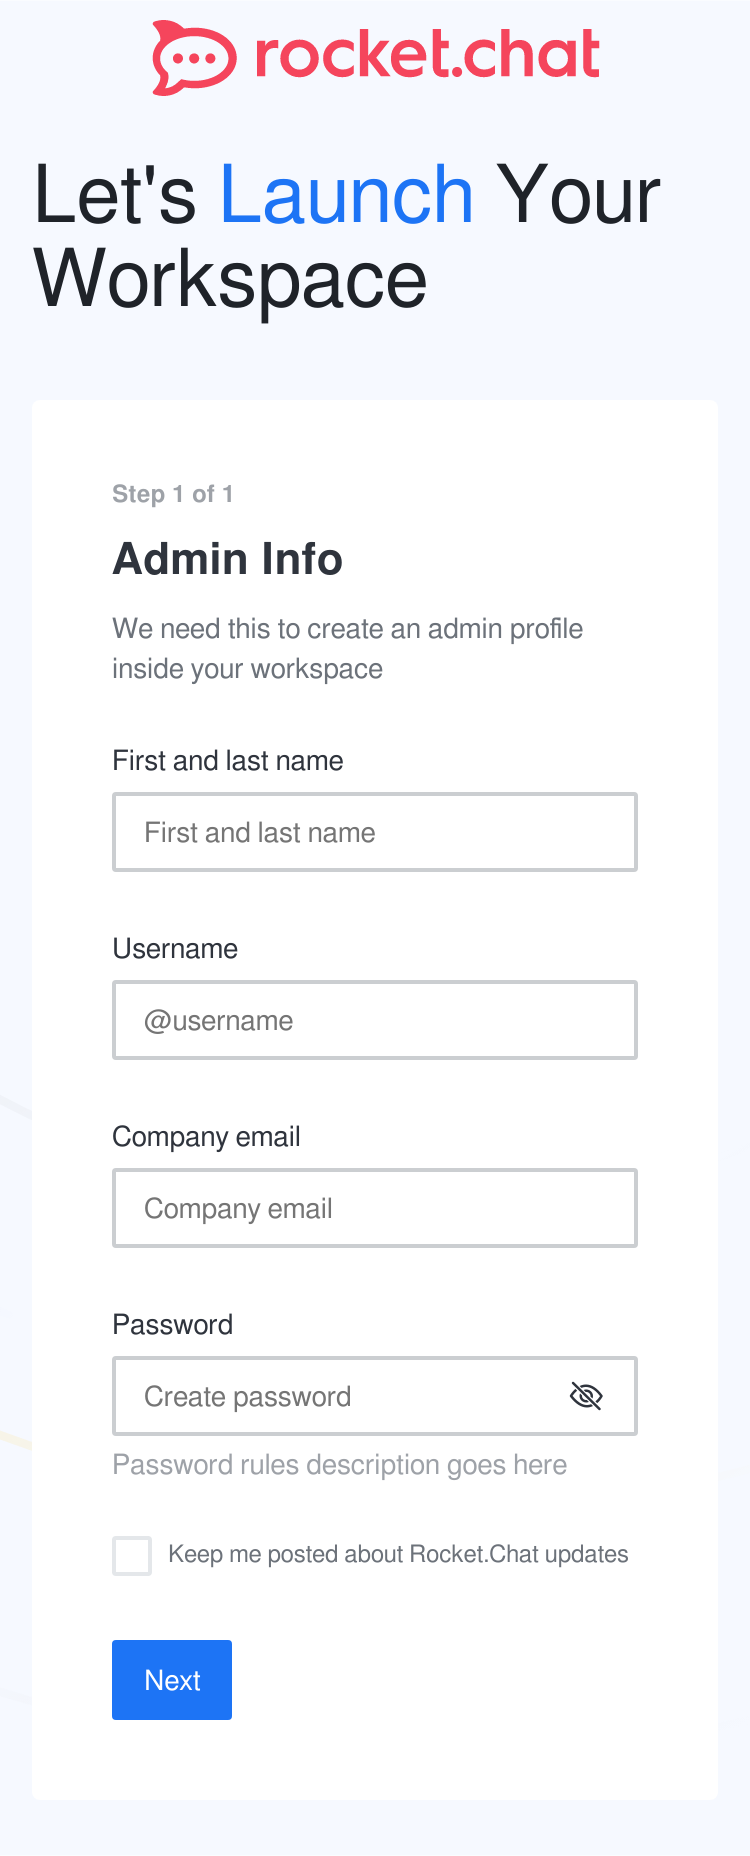 rocket.chat
Let's Launch Your
Workspace
Step 1 of 1
Admin Info
We need this to create an admin profile
inside your workspace
First and last name
First and last name
Username
@username
Company email
Company email
Password
Create password
Password rules description goes here
Keep me posted about Rocket.Chat updates
Next